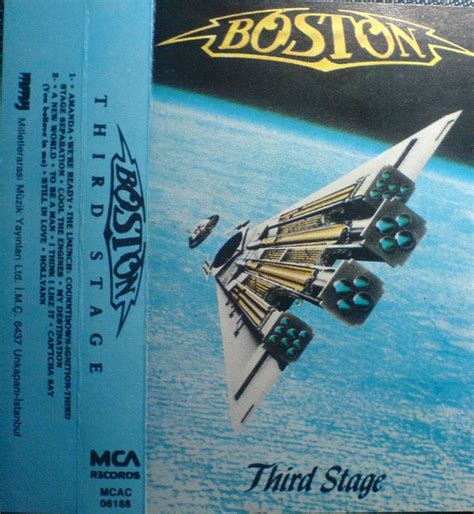 BOSTON
Third Stage
THIRD STAGE
BOSTON
1- • AMANDA • WE'RE READY • THE LAUNCH: COUNTDOWN-IGNITION-THIRD
STAGE SEPARATION • COOL THE ENGINES • MY DESTINATION
2- • A NEW WORLD • TO BE A MAN • I THINK I LIKE IT • CAN'TCHA SAY
(You believe in me) • STILL IN LOVE • HOLLYANN
Milletlerarası Müzik Yayınları Ltd. İ.M.Ç. 6437 Unkapanı-İstanbul
MCA
RECORDS
MCAC
06188